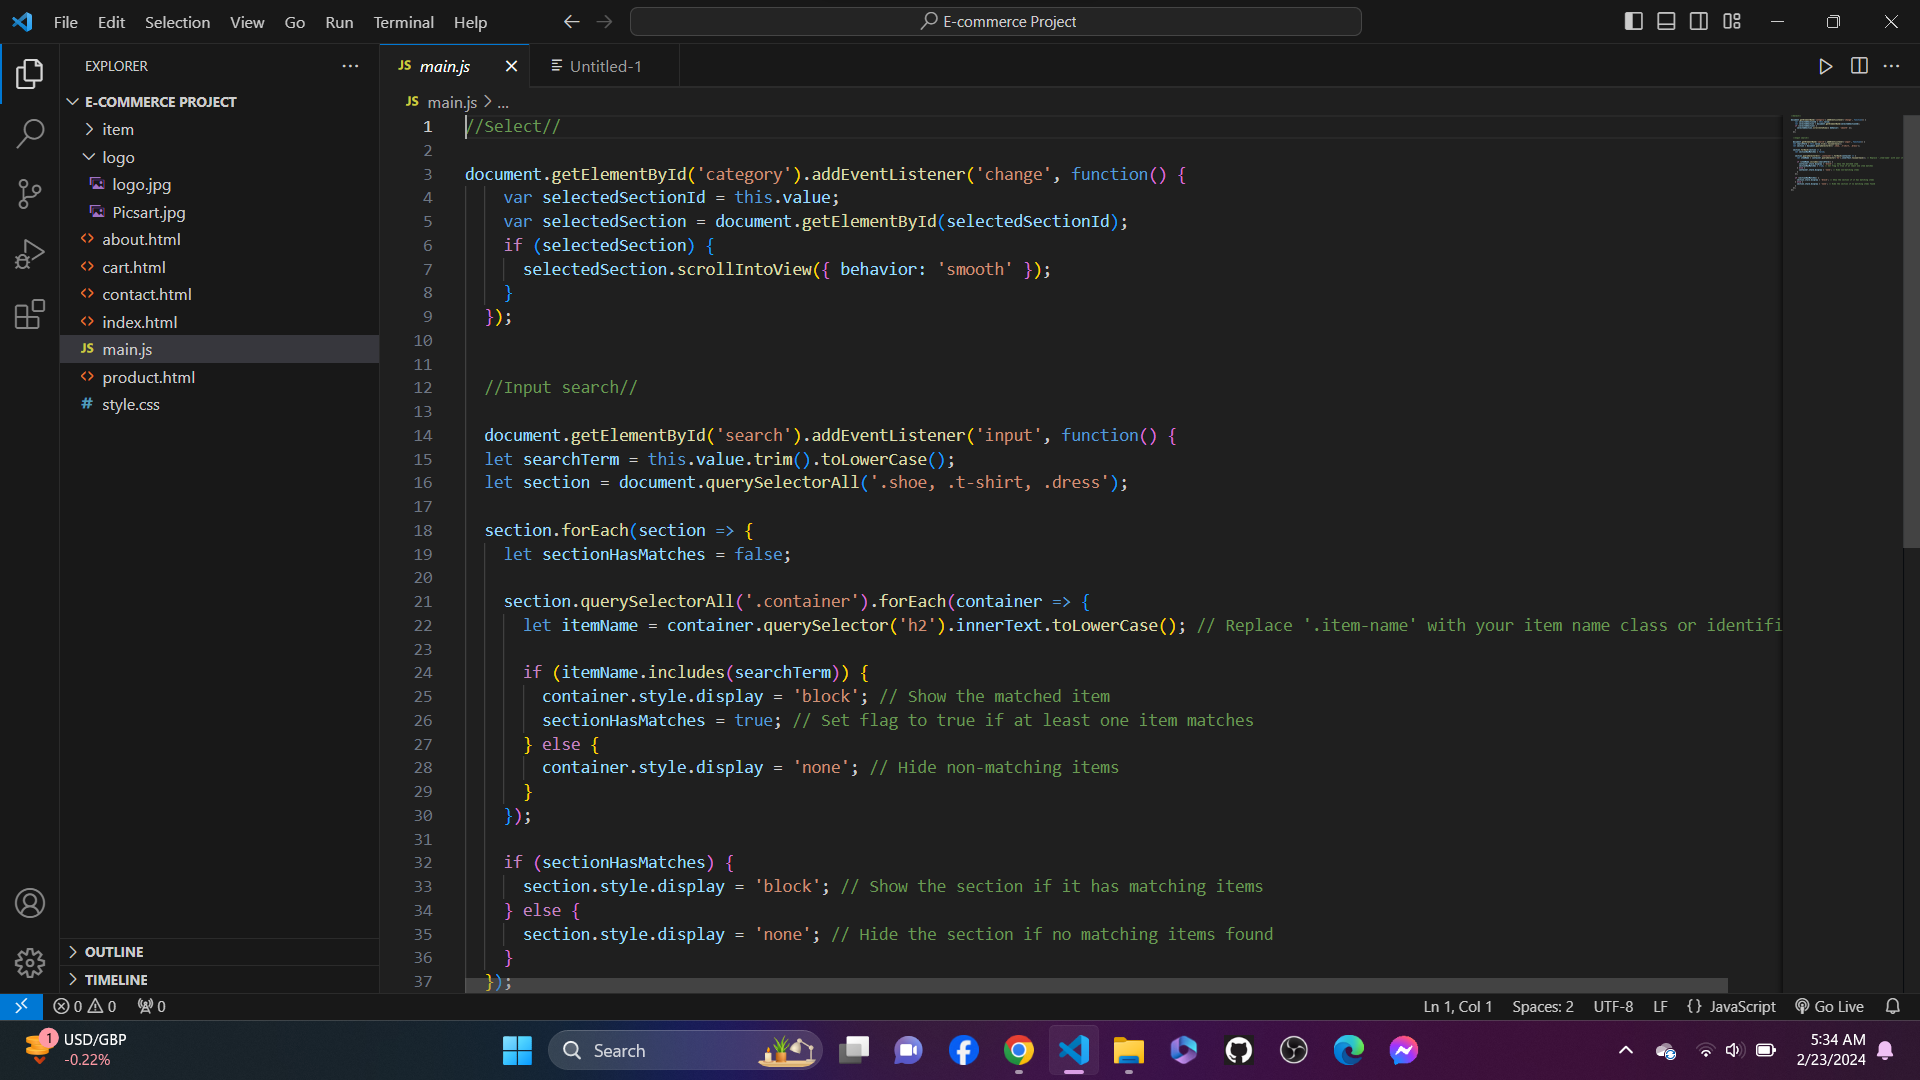 File Edit Selection View Go Run Terminal Help
E-commerce Project
EXPLORER
E-COMMERCE PROJECT
item
logo
logo.jpg
Picsart.jpg
about.html
cart.html
contact.html
index.html
JS main.js
product.html
# style.css
OUTLINE
TIMELINE
JS main.js
Untitled-1
JS main.js > ...
1 //Select//
2
3 document.getElementById('category').addEventListener('change', function() {
4 var selectedSectionId = this.value;
5 var selectedSection = document.getElementById(selectedSectionId);
6 if (selectedSection) {
7 selectedSection.scrollIntoView({ behavior: 'smooth' });
8 }
9 });
10
11
12 //Input search//
13
14 document.getElementById('search').addEventListener('input', function() {
15 let searchTerm = this.value.trim().toLowerCase();
16 let section = document.querySelectorAll('.shoe, .t-shirt, .dress');
17
18 section.forEach(section => {
19 let sectionHasMatches = false;
20
21 section.querySelectorAll('.container').forEach(container => {
22 let itemName = container.querySelector('h2').innerText.toLowerCase(); // Replace '.item-name' with your item name class or identifi
23
24 if (itemName.includes(searchTerm)) {
25 container.style.display = 'block'; // Show the matched item
26 sectionHasMatches = true; // Set flag to true if at least one item matches
27 } else {
28 container.style.display = 'none'; // Hide non-matching items
29 }
30 });
31
32 if (sectionHasMatches) {
33 section.style.display = 'block'; // Show the section if it has matching items
34 } else {
35 section.style.display = 'none'; // Hide the section if no matching items found
36 }
37 });
0 0 0
Ln 1, Col 1 Spaces: 2 UTF-8 LF {} JavaScript Go Live
1
USD/GBP
-0.22%
Search
5:34 AM
2/23/2024